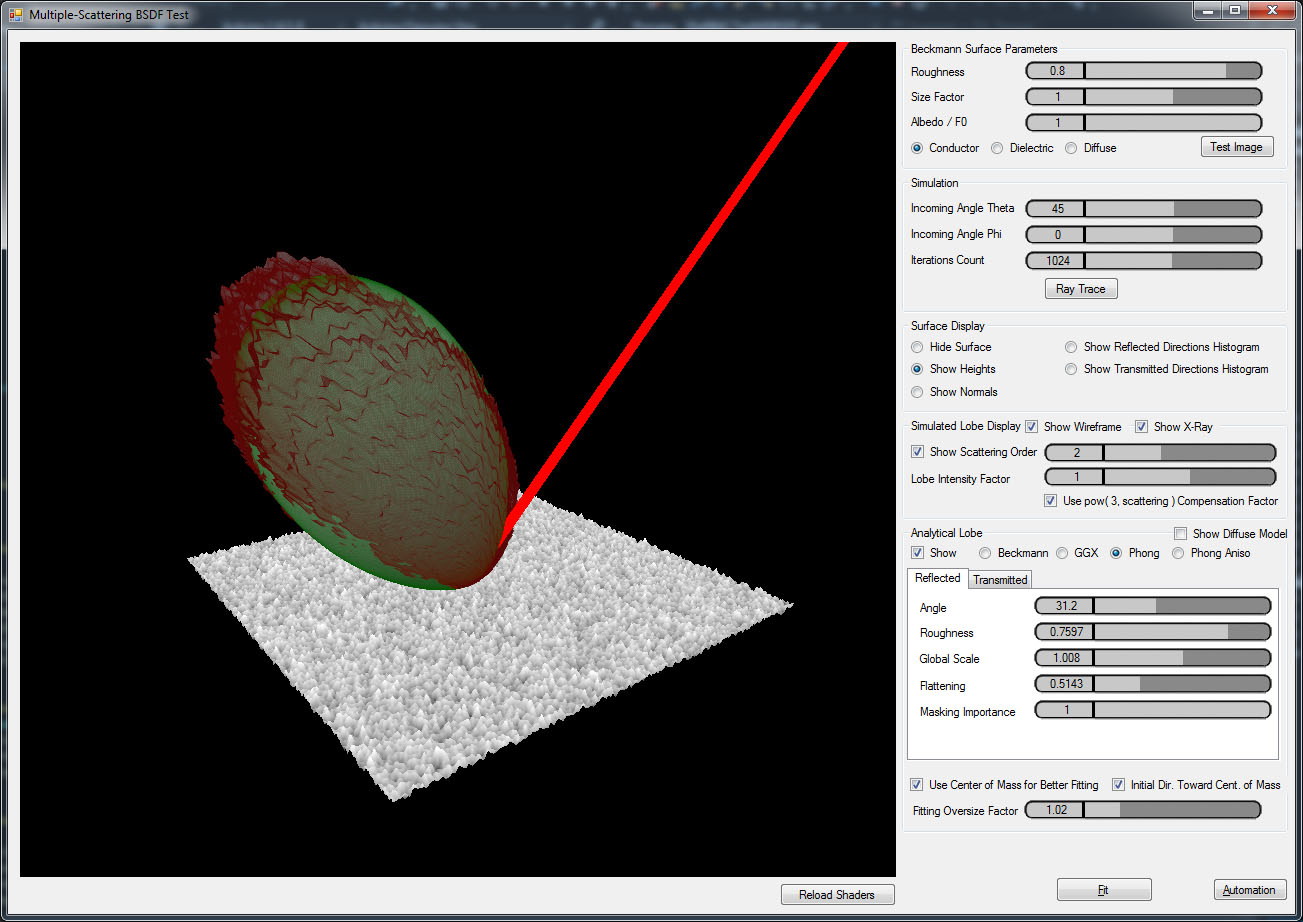 Multiple-Scattering BSDF Test
Beckmann Surface Parameters
Roughness 0.8
Size Factor 1
Albedo / F0 1
Conductor Dielectric Diffuse Test Image
Simulation
Incoming Angle Theta 45
Incoming Angle Phi 0
Iterations Count 1024
Ray Trace
Surface Display
Hide Surface Show Reflected Directions Histogram
Show Heights Show Transmitted Directions Histogram
Show Normals
Simulated Lobe Display Show Wireframe Show X-Ray
Show Scattering Order 2
Lobe Intensity Factor 1
Use pow( 3, scattering ) Compensation Factor
Analytical Lobe Show Diffuse Model
Show Beckmann GGX Phong Phong Aniso
Reflected Transmitted
Angle 31.2
Roughness 0.7597
Global Scale 1.008
Flattening 0.5143
Masking Importance 1
Use Center of Mass for Better Fitting Initial Dir. Toward Cent. of Mass
Fitting Oversize Factor 1.02
Reload Shaders Fit Automation